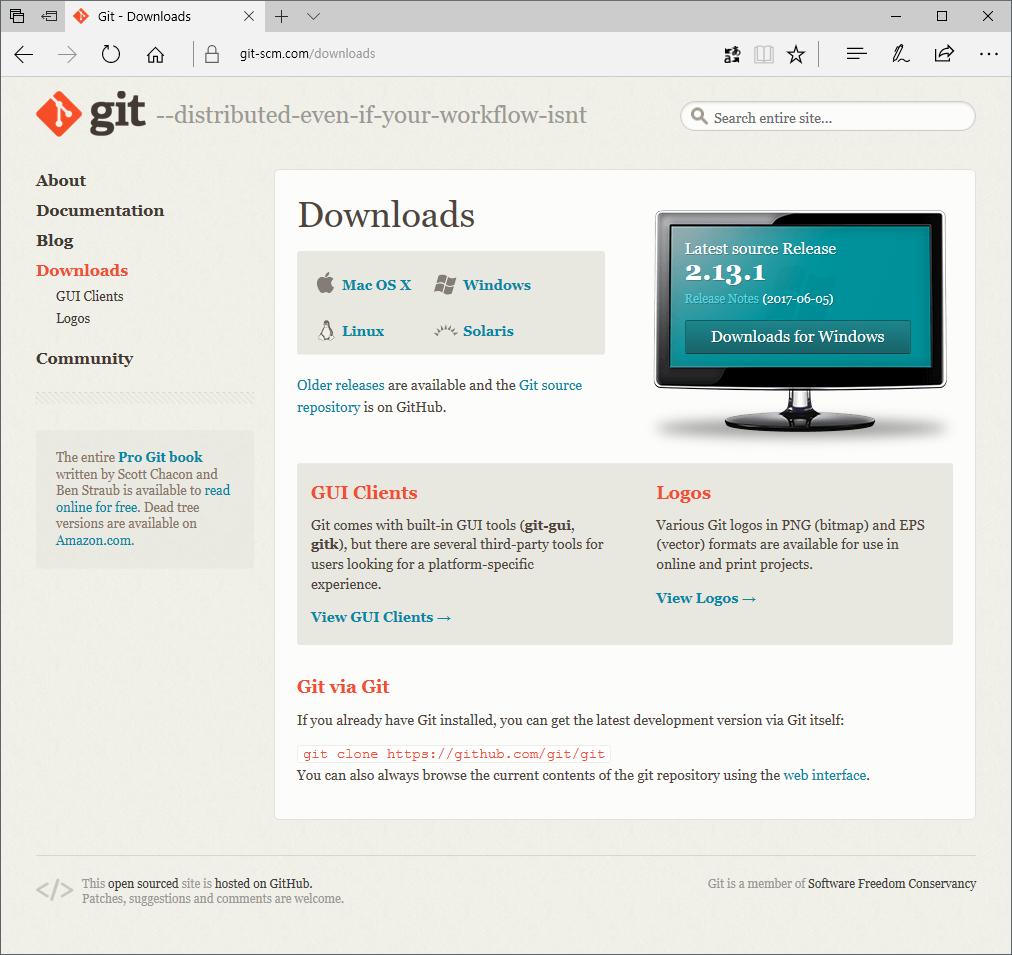 Git - Downloads
git-scm.com/downloads
git --distributed-even-if-your-workflow-isnt
Search entire site...
About
Documentation
Blog
Downloads
GUI Clients
Logos
Community
The entire Pro Git book
written by Scott Chacon and
Ben Straub is available to read
online for free. Dead tree
versions are available on
Amazon.com.
Downloads
Mac OS X Windows
Linux Solaris
Older releases are available and the Git source
repository is on GitHub.
Latest source Release
2.13.1
Release Notes (2017-06-05)
Downloads for Windows
GUI Clients
Git comes with built-in GUI tools (git-gui,
gitk), but there are several third-party tools for
users looking for a platform-specific
experience.
View GUI Clients →
Logos
Various Git logos in PNG (bitmap) and EPS
(vector) formats are available for use in
online and print projects.
View Logos →
Git via Git
If you already have Git installed, you can get the latest development version via Git itself:
git clone https://github.com/git/git
You can also always browse the current contents of the git repository using the web interface.
</> This open sourced site is hosted on GitHub.
Patches, suggestions and comments are welcome.
Git is a member of Software Freedom Conservancy